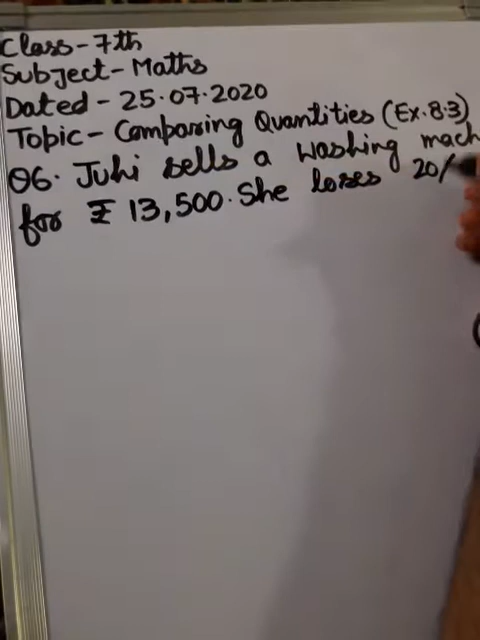 Class-7th
Subject-Maths
Dated - 25.07.2020
Topic - Comparing Quantities (Ex.8.3)
Q6. Juhi sells a washing mach
for ₹ 13,500. She loses 20%